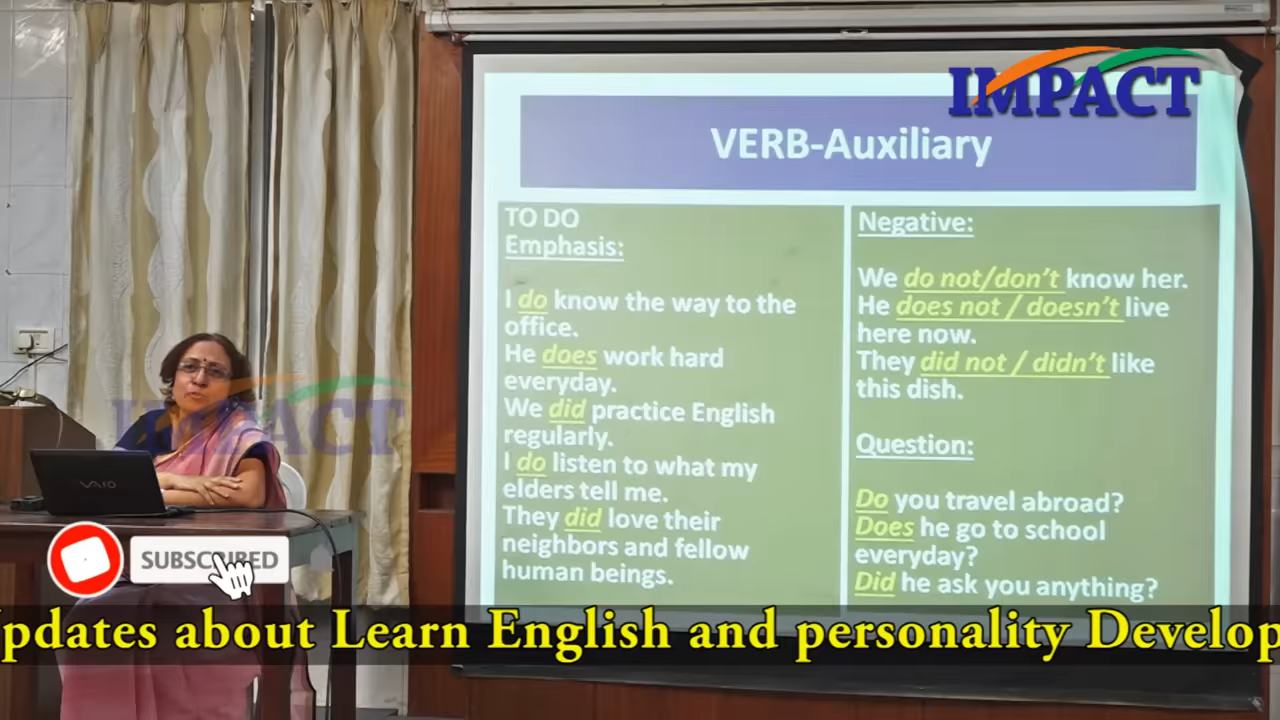 IMPACT
VERB-Auxiliary
TO DO
Emphasis:
I do know the way to the
office.
He does work hard
everyday.
We did practice English
regularly.
I do listen to what my
elders tell me.
They did love their
neighbors and fellow
human beings.
Negative:
We do not/don't know her.
He does not / doesn't live
here now.
They did not / didn't like
this dish.
Question:
Do you travel abroad?
Does he go to school
everyday?
Did he ask you anything?
IMPACT
VAIO
pdates about Learn English and personality Develop